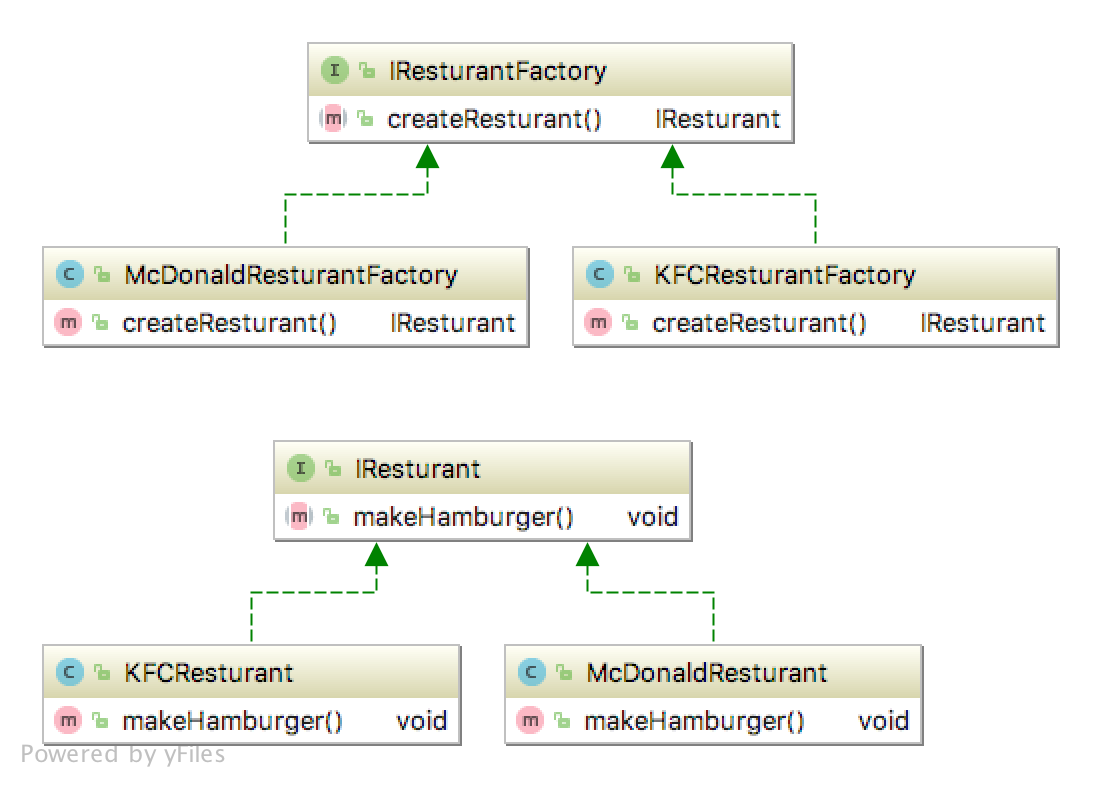 I IResturantFactory
m createResturant() IResturant
C McDonaldResturantFactory
m createResturant() IResturant
C KFCResturantFactory
m createResturant() IResturant
I IResturant
m makeHamburger() void
C KFCResturant
m makeHamburger() void
C McDonaldResturant
m makeHamburger() void
Powered by yFiles